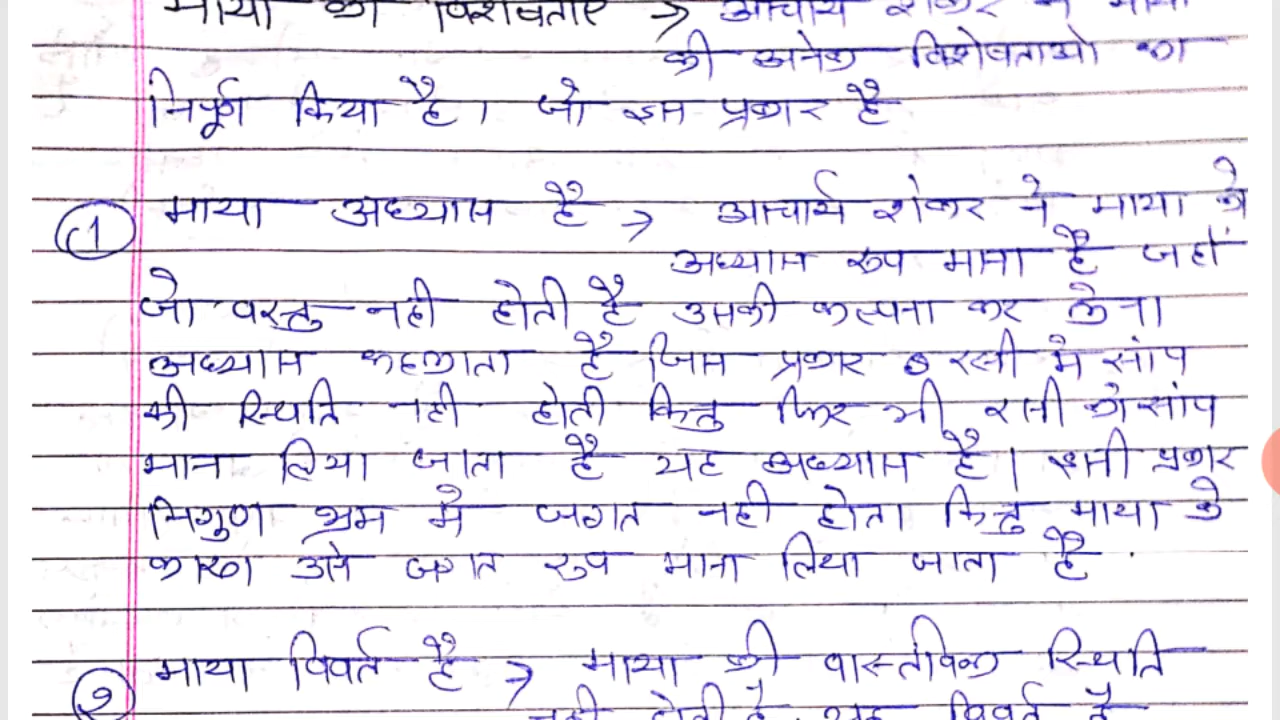 माया की विशेषताए → आचार्य शंकर ने माया
की अनेक विशेषताओ का
निर्पूण किया है। जो इस प्रकार है
(1) माया अध्यास है → आचार्य शंकर ने माया को
अध्यास रूप माना है जहाँ
जो वस्तु नही होती है उसकी कल्पना कर लेना
अध्यास कहलाता है जिस प्रकार रस्सी मे सांप
की स्थिति नही होती किंतु फिर भी रस्सी को सांप
मान लिया जाता है यह अध्यास है। इसी प्रकार
निगुण भ्रम मे जगत नही होता किंतु माया के
कारण उसे जगत रुप माना लिया जाता है
(2) माया विवर्त है → माया की वास्तविक स्थिति
नही होती है यह विवर्त है